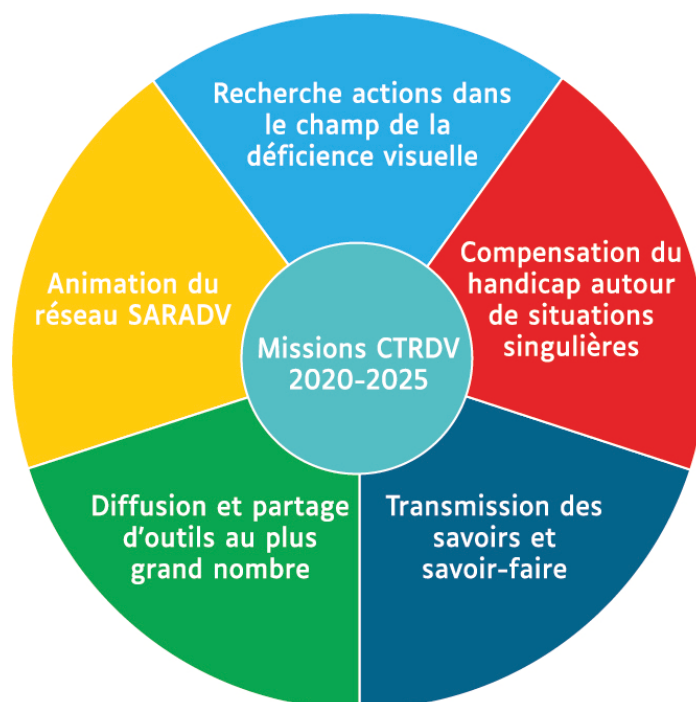 Recherche actions dans
le champ de la
déficience visuelle
Compensation du
handicap autour
de situations
singulières
Transmission des
savoirs et
savoir-faire
Diffusion et partage
d'outils au plus
grand nombre
Animation du
réseau SARADV
Missions CTRDV
2020-2025